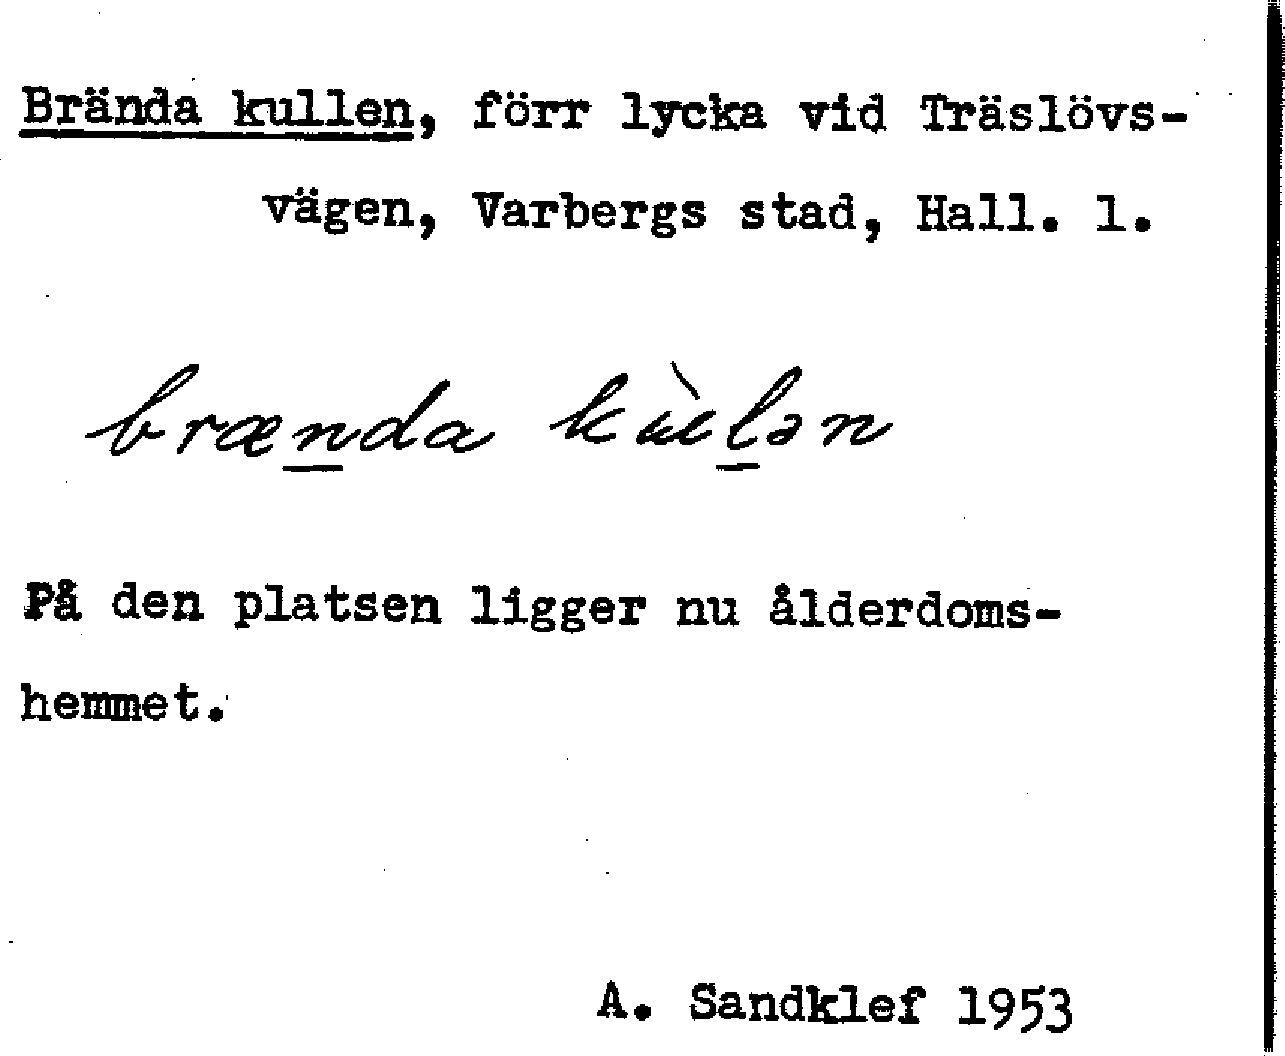 Brända kullen, förr lycka vid Träslövs-
vägen, Varbergs stad, Hall. l.
brænda kùlən
På den platsen ligger nu ålderdoms-
hemmet.
A. Sandklef 1953